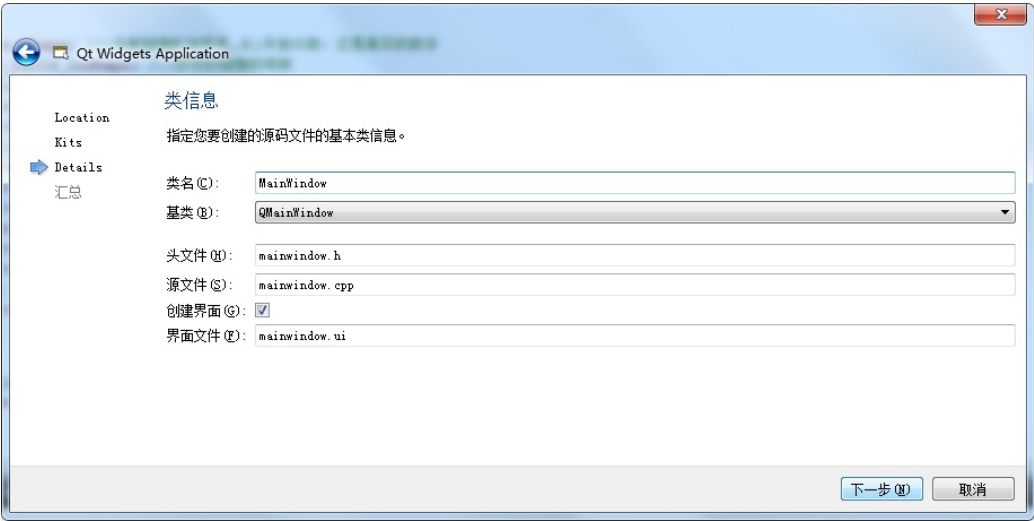 Qt Widgets Application
类信息
指定您要创建的源码文件的基本类信息。
Location
Kits
Details
汇总
类名(C): MainWindow
基类(B): QMainWindow
头文件(H): mainwindow.h
源文件(S): mainwindow.cpp
创建界面(G):
界面文件(F): mainwindow.ui
下一步(N) 取消